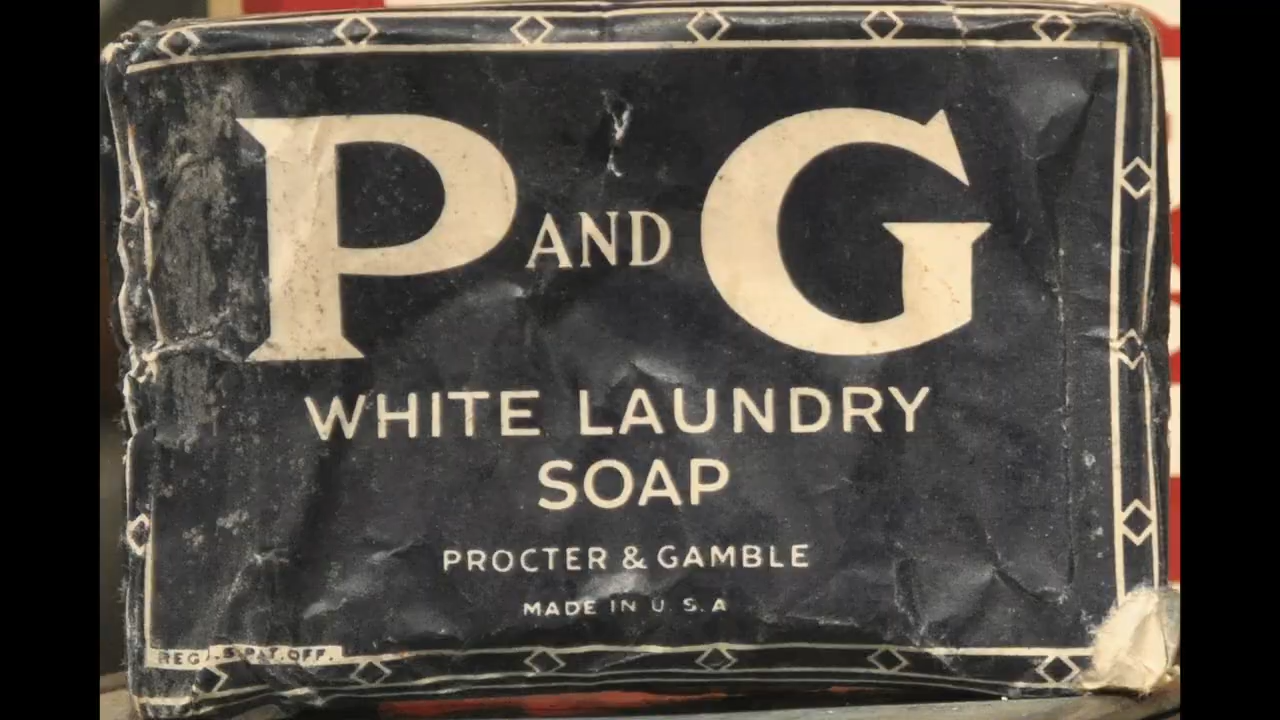 P AND G
WHITE LAUNDRY
SOAP
PROCTER & GAMBLE
MADE IN U.S.A
REG. PAT. OFF.